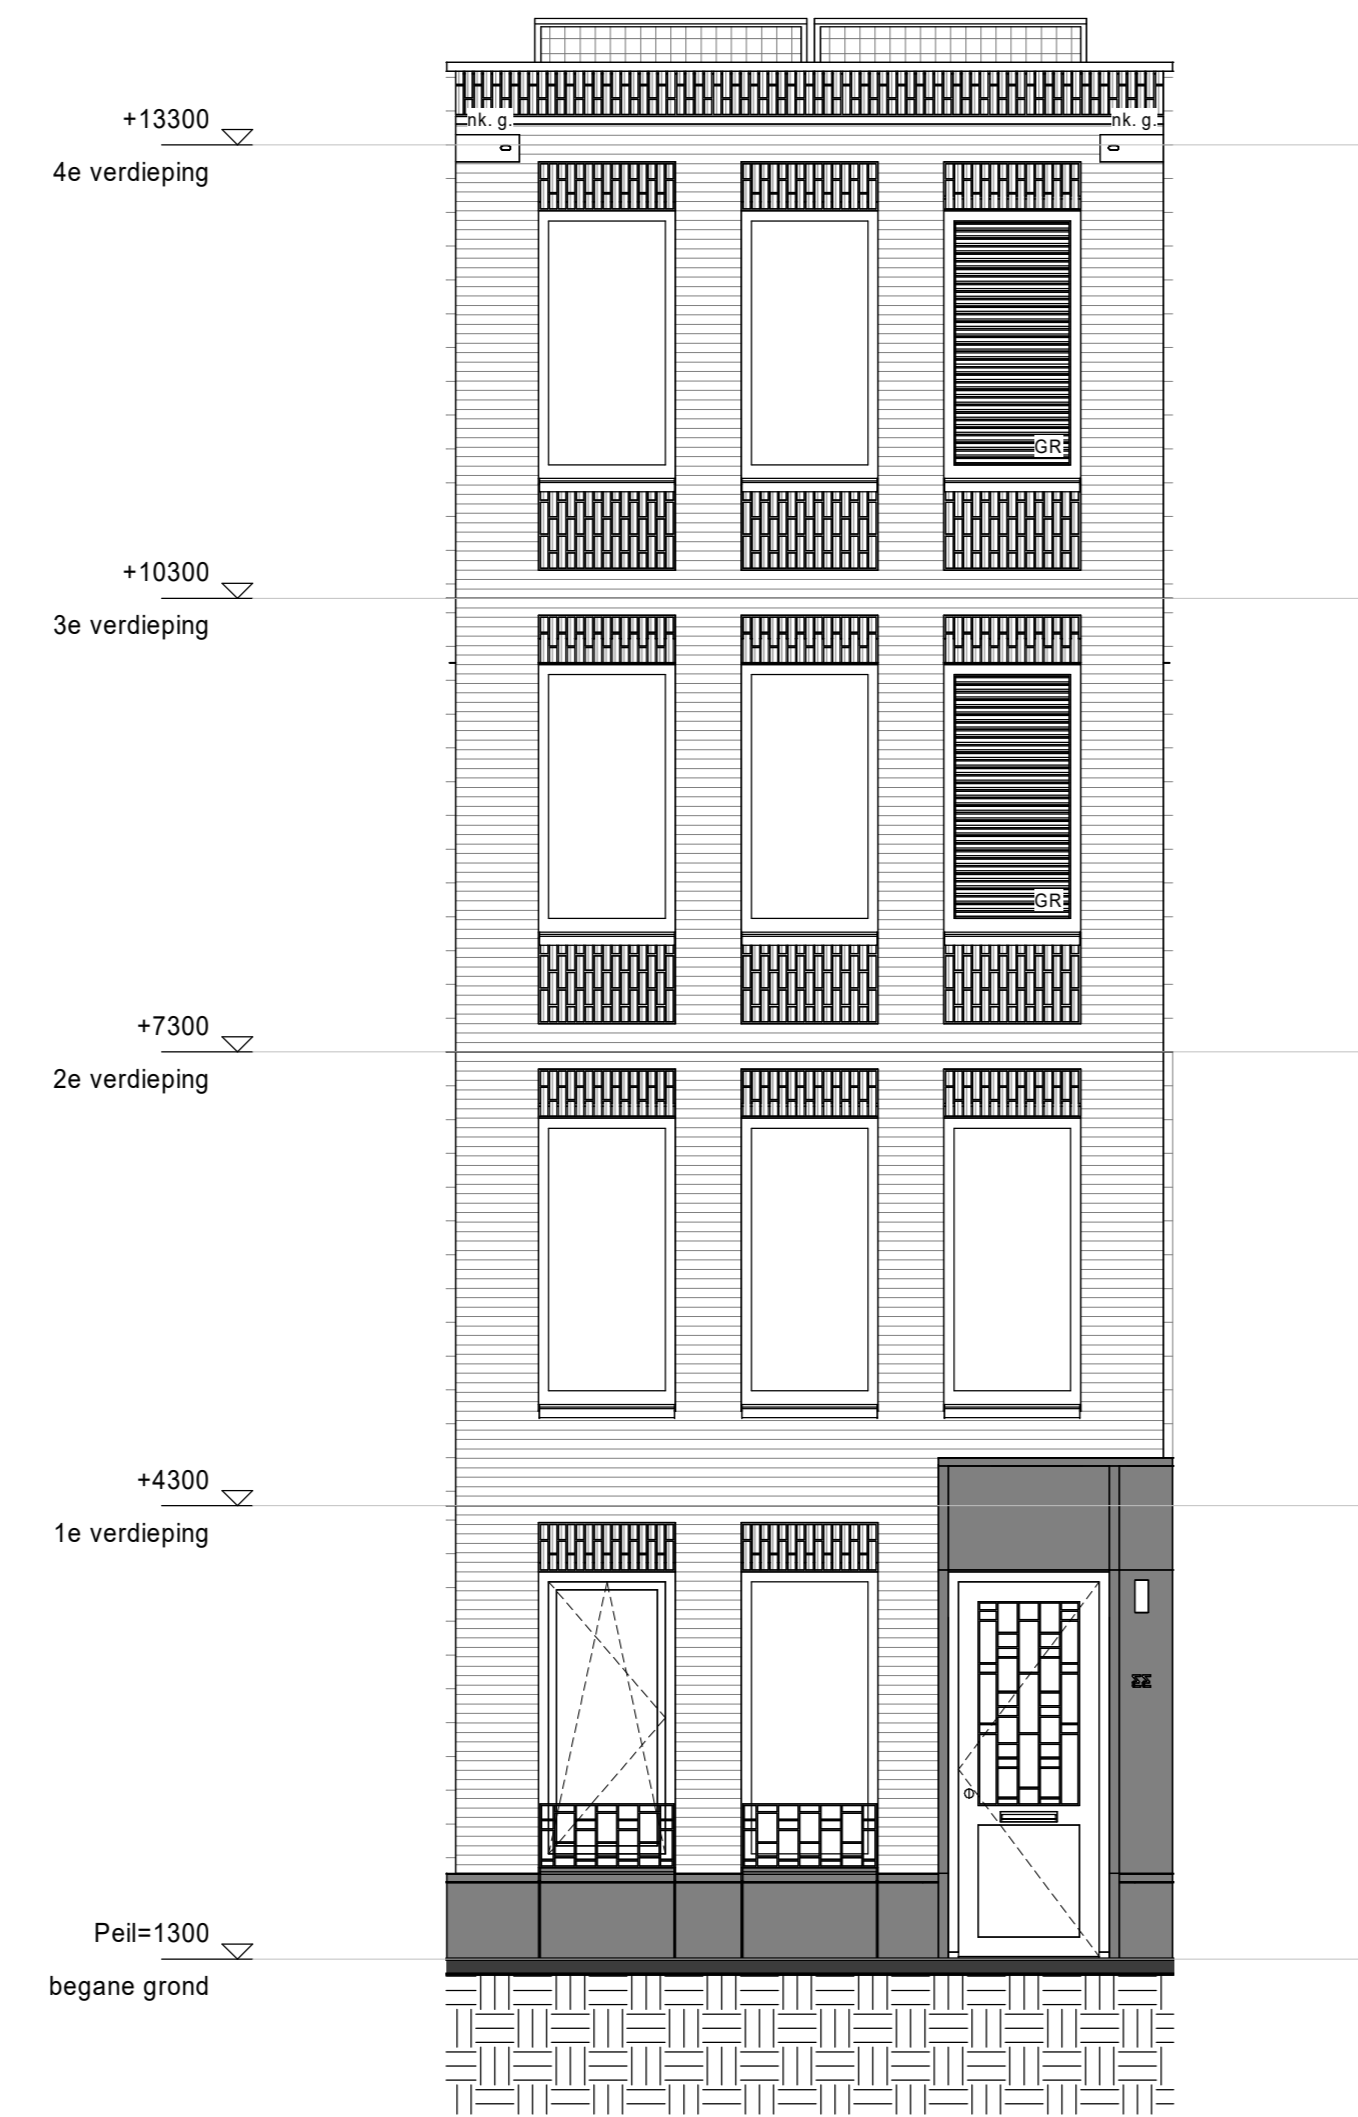 +13300
4e verdieping
nk. g.
nk. g.
GR
+10300
3e verdieping
GR
+7300
2e verdieping
+4300
1e verdieping
Peil=1300
begane grond